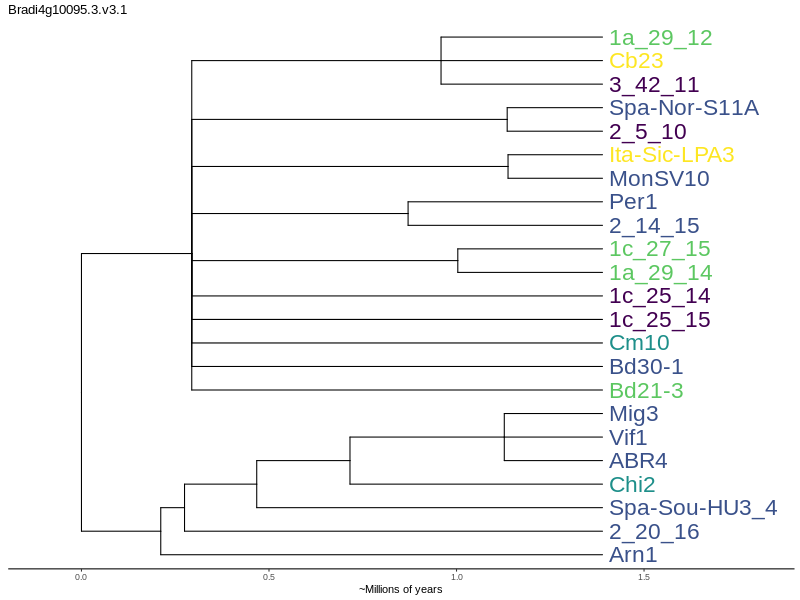 Bradi4g10095.3.v3.1
1a_29_12
Cb23
3_42_11
Spa-Nor-S11A
2_5_10
Ita-Sic-LPA3
MonSV10
Per1
2_14_15
1c_27_15
1a_29_14
1c_25_14
1c_25_15
Cm10
Bd30-1
Bd21-3
Mig3
Vif1
ABR4
Chi2
Spa-Sou-HU3_4
2_20_16
Arn1
0.0 0.5 1.0 1.5
~Millions of years